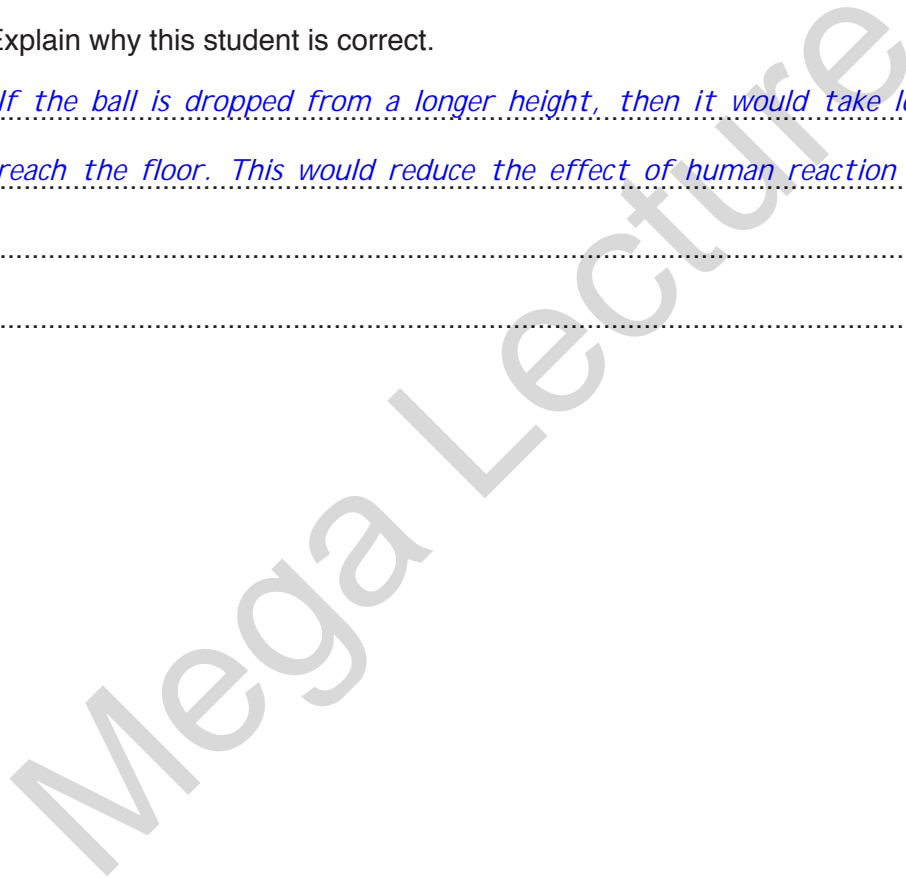 Explain why this student is correct.
If the ball is dropped from a longer height, then it would take
reach the floor. This would reduce the effect of human reaction
Mega Lecture